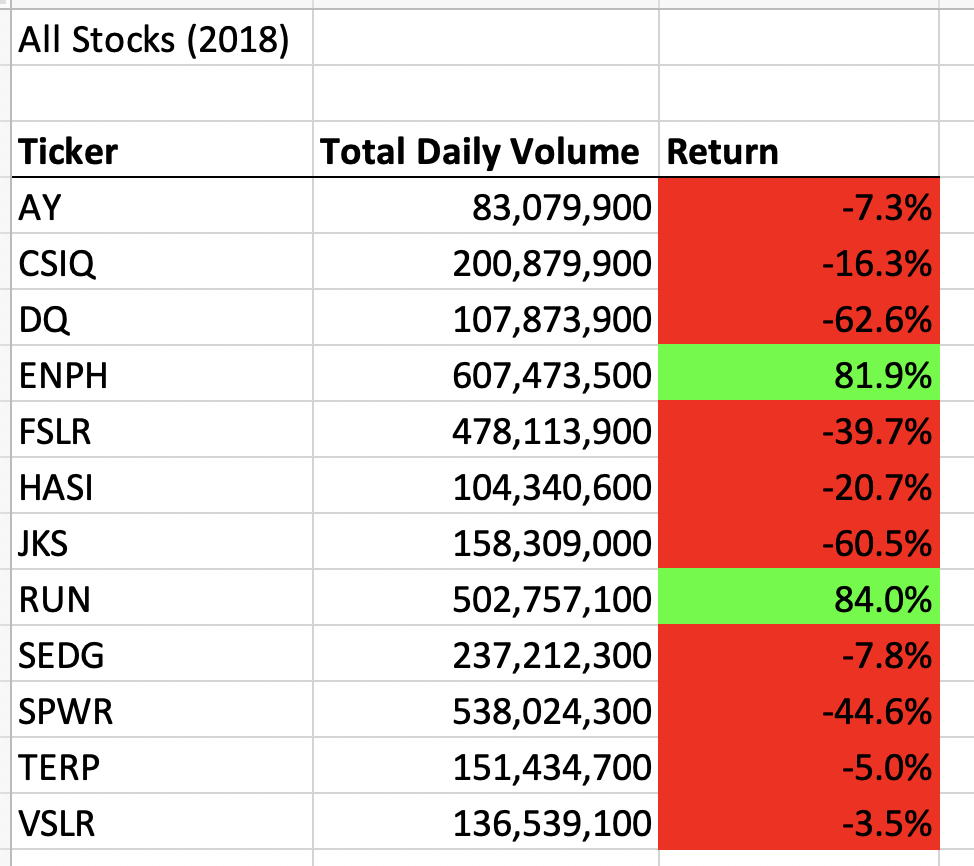 All Stocks (2018)
Ticker Total Daily Volume Return
AY 83,079,900 -7.3%
CSIQ 200,879,900 -16.3%
DQ 107,873,900 -62.6%
ENPH 607,473,500 81.9%
FSLR 478,113,900 -39.7%
HASI 104,340,600 -20.7%
JKS 158,309,000 -60.5%
RUN 502,757,100 84.0%
SEDG 237,212,300 -7.8%
SPWR 538,024,300 -44.6%
TERP 151,434,700 -5.0%
VSLR 136,539,100 -3.5%